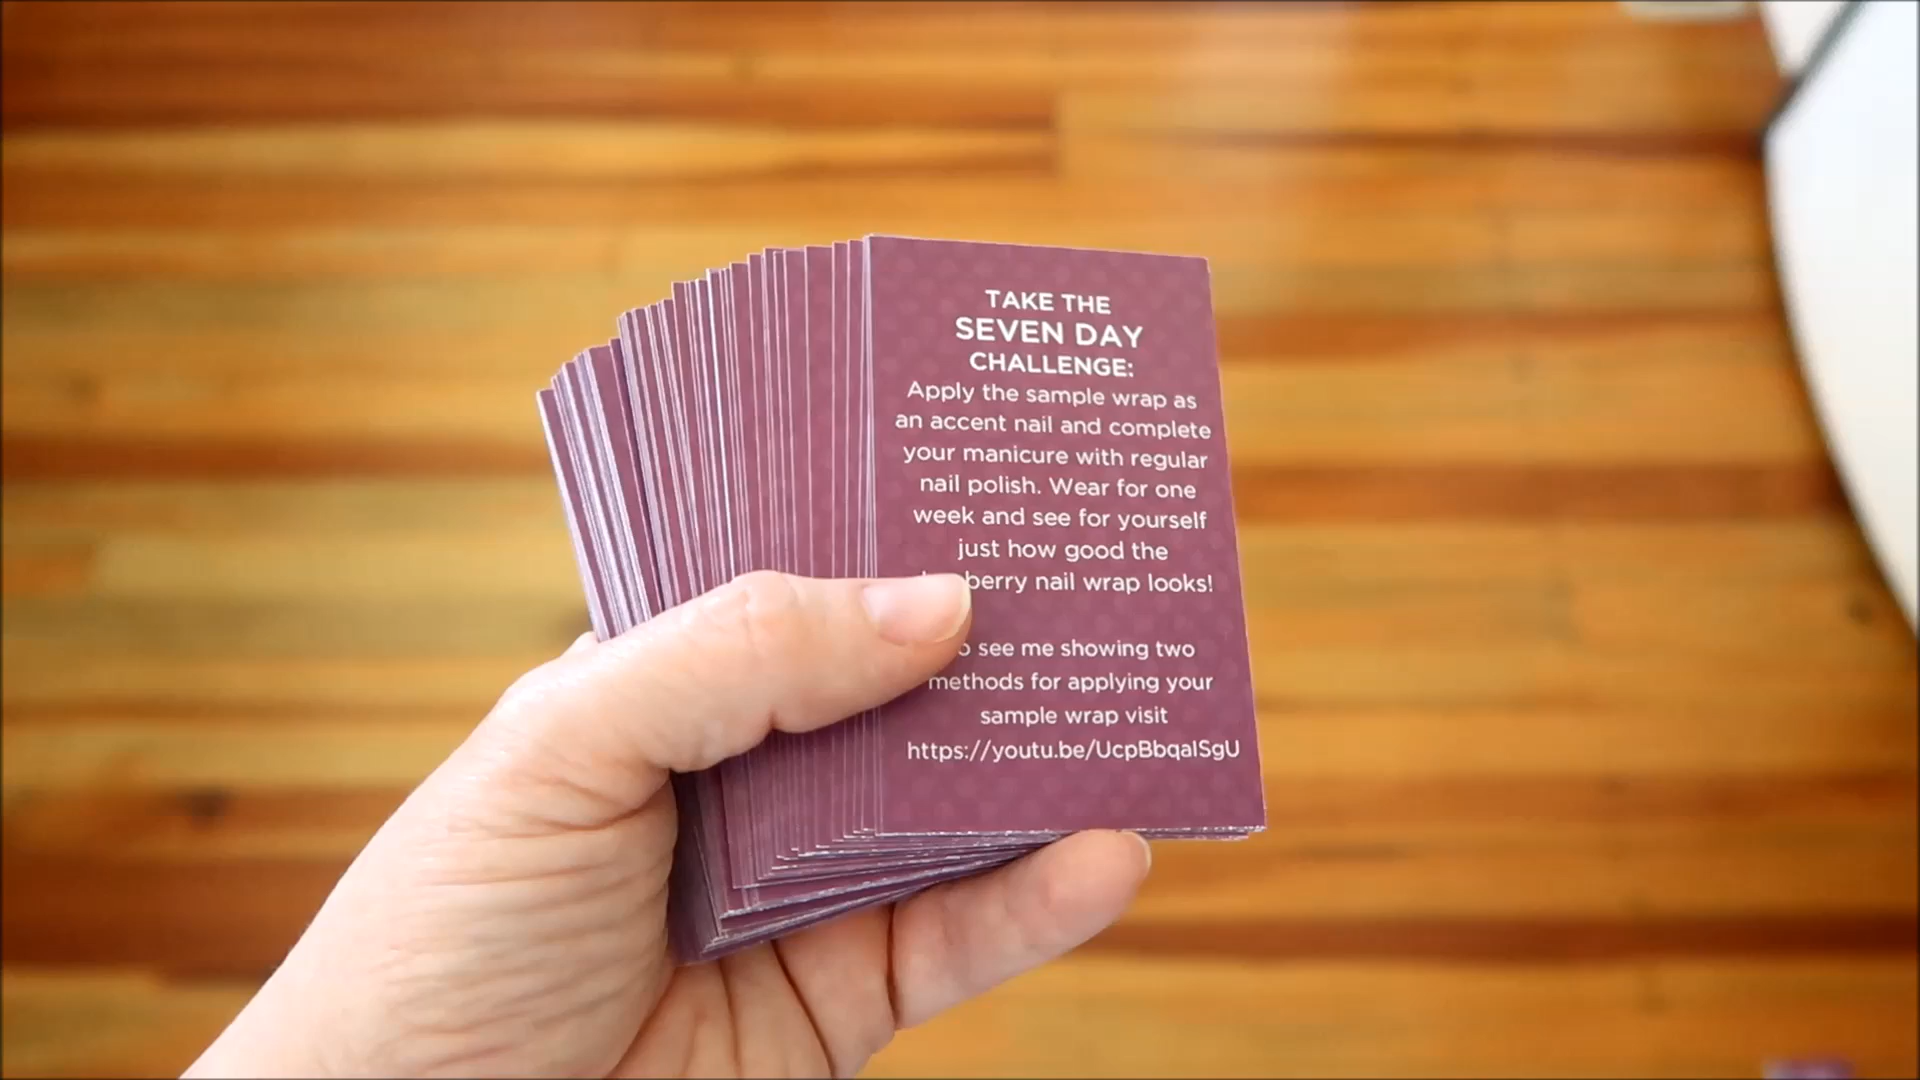 TAKE THE
SEVEN DAY
CHALLENGE:
Apply the sample wrap as
an accent nail and complete
your manicure with regular
nail polish. Wear for one
week and see for yourself
just how good the
nail wrap looks!
see me showing two
methods for applying your
sample wrap visit
https://youtu.be/UcpBbqalSgU